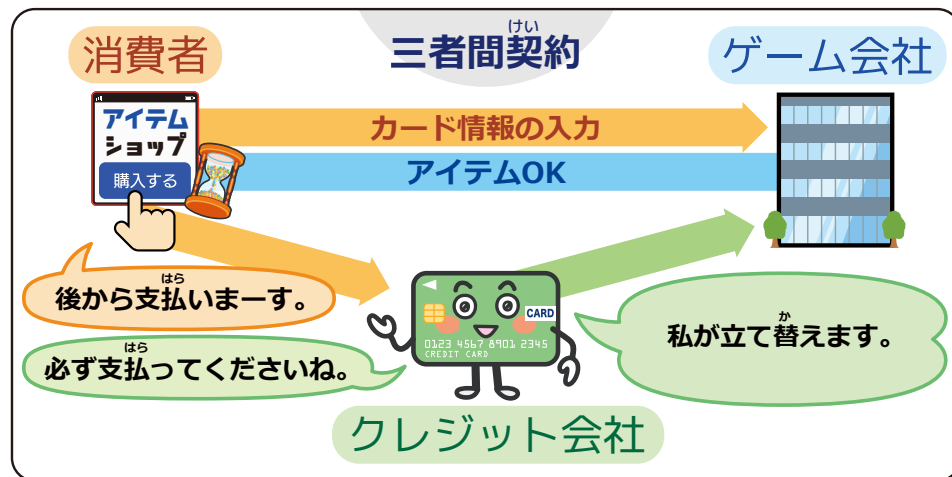 消費者
三者間契約
けい
ゲーム会社
アイテム
ショップ
購入する
カード情報の入力
アイテムOK
後から支払いまーす。
はら
必ず支払ってくださいね。
はら
CARD
0123 4567 8901 2345
CREDIT CARD
私が立て替えます。
か
クレジット会社